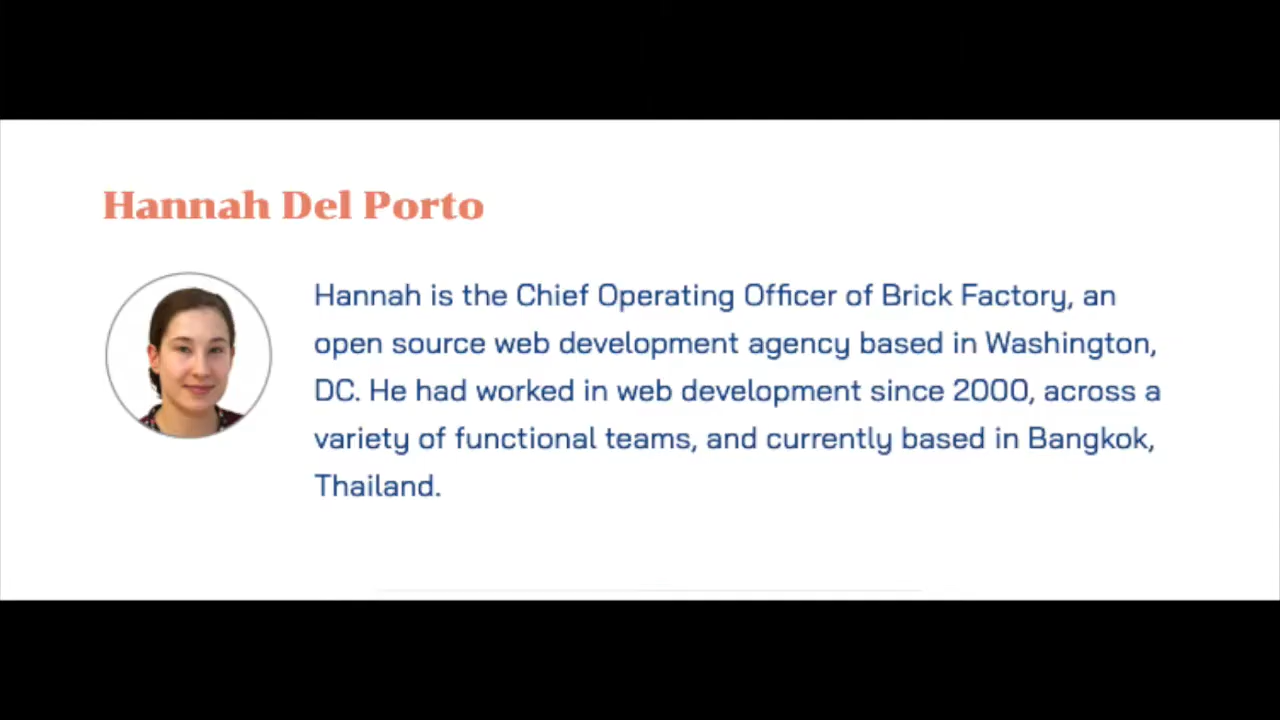 Hannah Del Porto
Hannah is the Chief Operating Officer of Brick Factory, an
open source web development agency based in Washington,
DC. He had worked in web development since 2000, across a
variety of functional teams, and currently based in Bangkok,
Thailand.